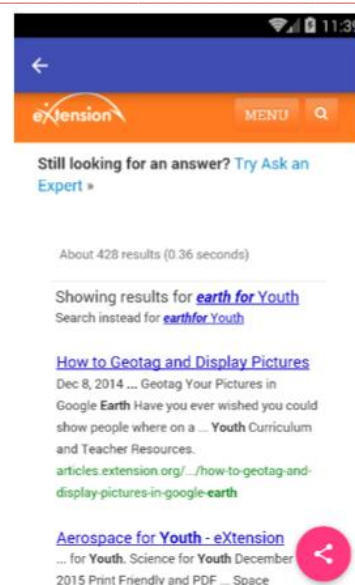 11:39
eXtension
MENU
Still looking for an answer? Try Ask an
Expert »
About 428 results (0.36 seconds)
Showing results for earth for Youth
Search instead for earthfor Youth
How to Geotag and Display Pictures
Dec 8, 2014 ... Geotag Your Pictures in
Google Earth Have you ever wished you could
show people where on a ... Youth Curriculum
and Teacher Resources.
articles.extension.org/.../how-to-geotag-and-
display-pictures-in-google-earth
Aerospace for Youth - eXtension
... for Youth. Science for Youth December
2015 Print Friendly and PDF ... Space